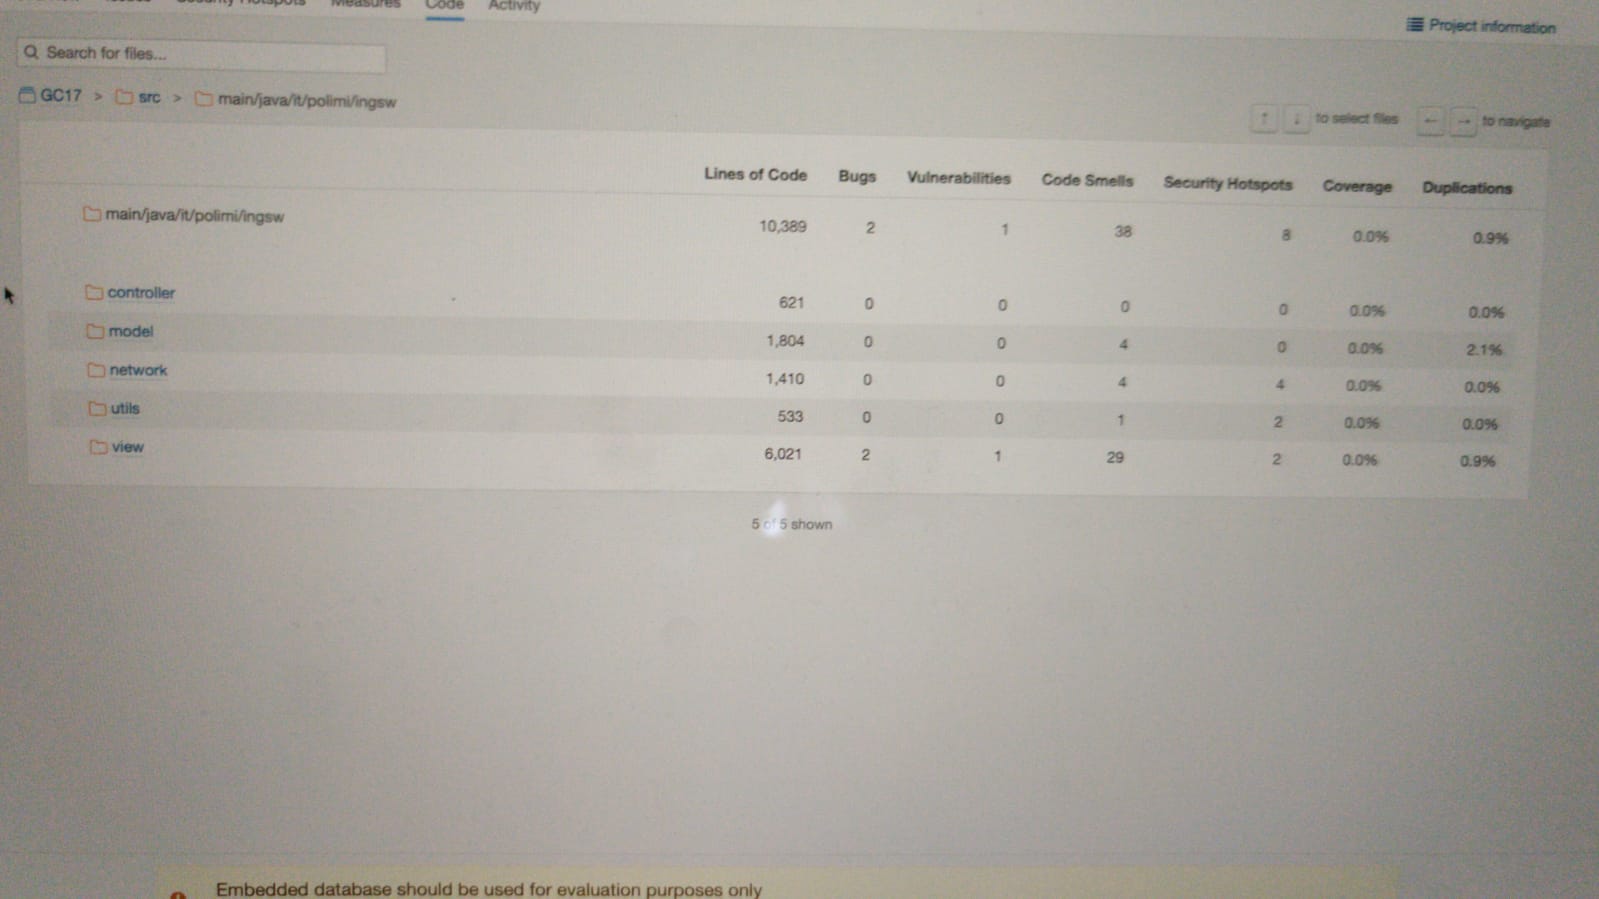 Security Hotspots Measures Code Activity
Project information
Search for files...
GC17 > src > main/java/it/polimi/ingsw
↑ ↓ to select files ← → to navigate
Lines of Code Bugs Vulnerabilities Code Smells Security Hotspots Coverage Duplications
main/java/it/polimi/ingsw 10,389 2 1 38 8 0.0% 0.9%
controller 621 0 0 0 0 0.0% 0.0%
model 1,804 0 0 4 0 0.0% 2.1%
network 1,410 0 0 4 4 0.0% 0.0%
utils 533 0 0 1 2 0.0% 0.0%
view 6,021 2 1 29 2 0.0% 0.9%
5 of 5 shown
Embedded database should be used for evaluation purposes only